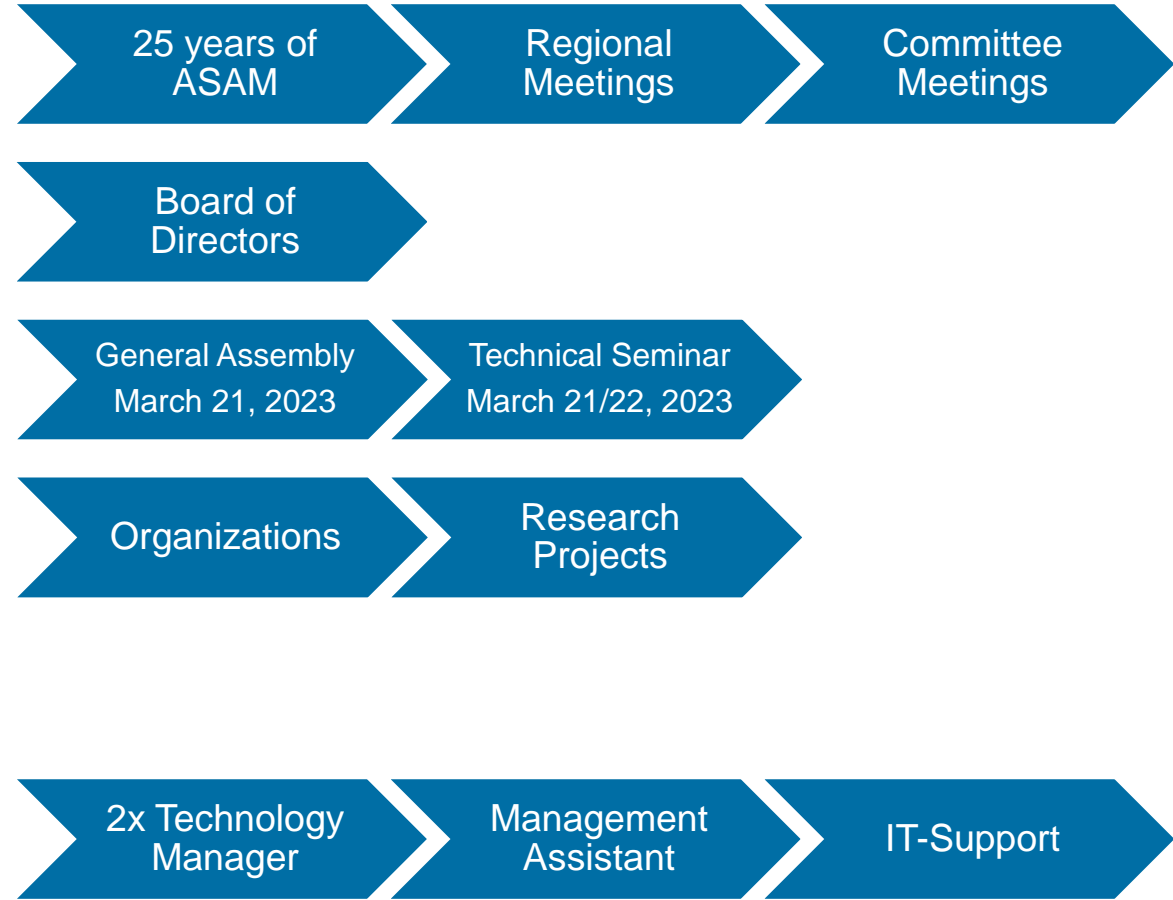 25 years of
ASAM
Regional
Meetings
Committee
Meetings
Board of
Directors
General Assembly
March 21, 2023
Technical Seminar
March 21/22, 2023
Organizations
Research
Projects
2x Technology
Manager
Management
Assistant
IT-Support